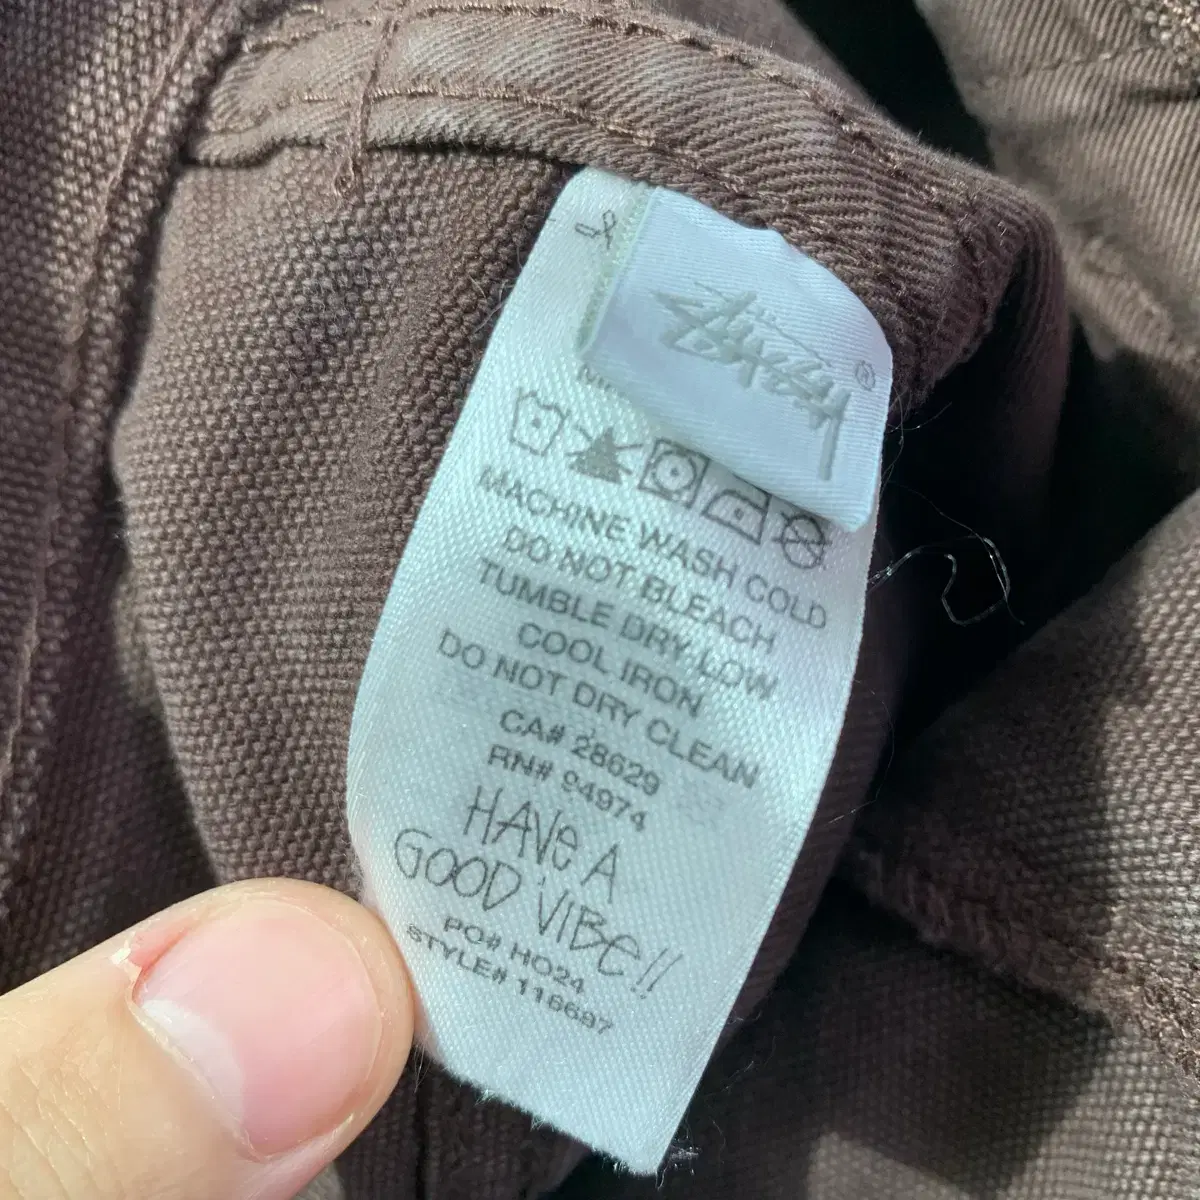 STÜSSY ®
MACHINE WASH COLD
DO NOT BLEACH
TUMBLE DRY LOW
COOL IRON
DO NOT DRY CLEAN
CA# 28629
RN# 94974
HAVE A
GOOD VIBE!!
PO# HO24
STYLE# 116697